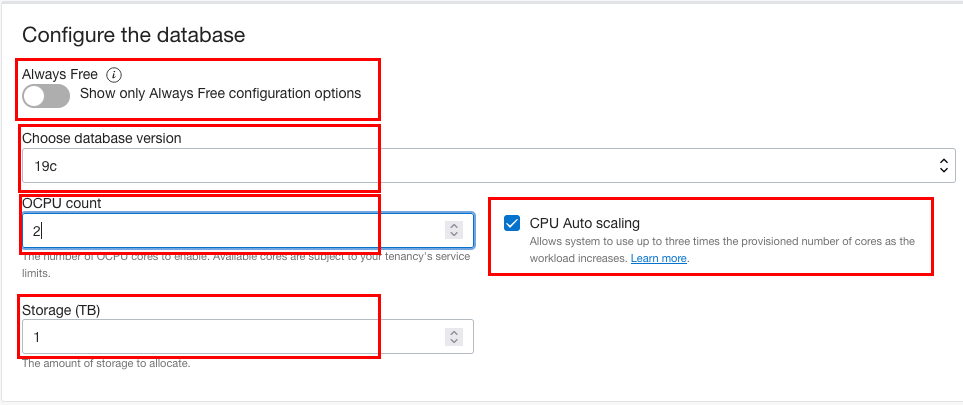 Configure the database
Always Free
Show only Always Free configuration options
Choose database version
19c
OCPU count
2
The number of OCPU cores to enable. Available cores are subject to your tenancy's service
limits.
CPU Auto scaling
Allows system to use up to three times the provisioned number of cores as the
workload increases. Learn more.
Storage (TB)
1
The amount of storage to allocate.